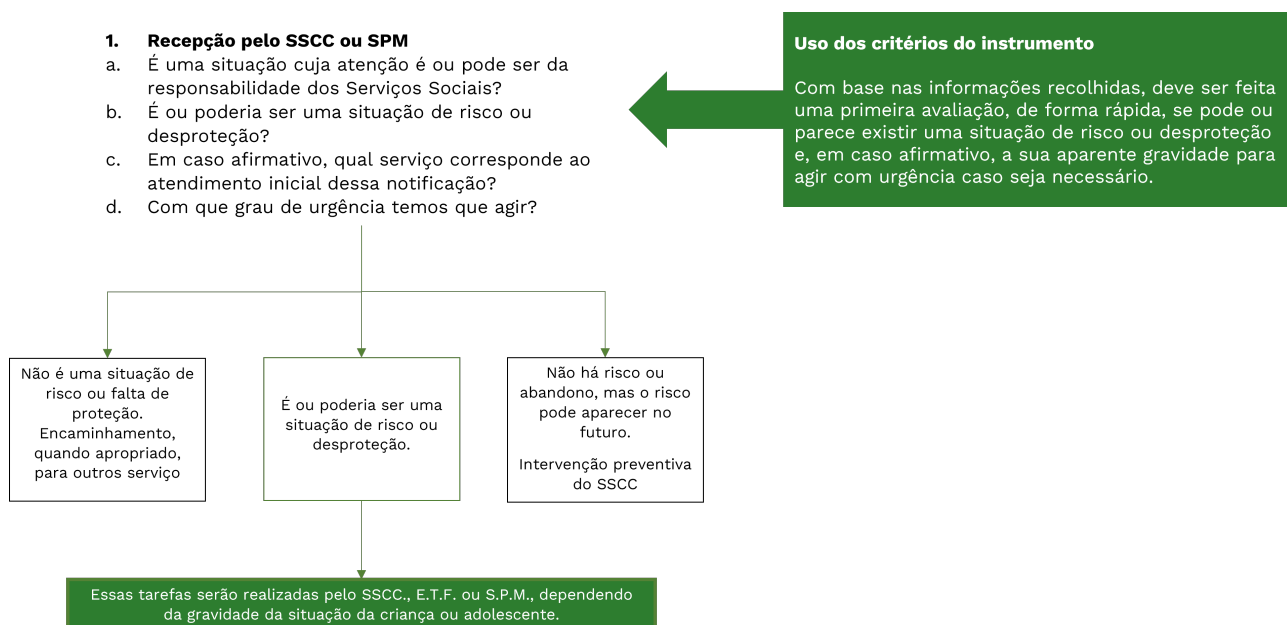 1. Recepção pelo SSCC ou SPM
a. É uma situação cuja atenção é ou pode ser da
responsabilidade dos Serviços Sociais?
b. É ou poderia ser uma situação de risco ou
desproteção?
c. Em caso afirmativo, qual serviço corresponde ao
atendimento inicial dessa notificação?
d. Com que grau de urgência temos que agir?
Uso dos critérios do instrumento
Com base nas informações recolhidas, deve ser feita
uma primeira avaliação, de forma rápida, se pode ou
parece existir uma situação de risco ou desproteção
e, em caso afirmativo, a sua aparente gravidade para
agir com urgência caso seja necessário.
Não é uma situação de
risco ou falta de
proteção.
Encaminhamento,
quando apropriado,
para outros serviço
É ou poderia ser uma
situação de risco ou
desproteção.
Não há risco ou
abandono, mas o risco
pode aparecer no
futuro.
Intervenção preventiva
do SSCC
Essas tarefas serão realizadas pelo SSCC., E.T.F. ou S.P.M., dependendo
da gravidade da situação da criança ou adolescente.